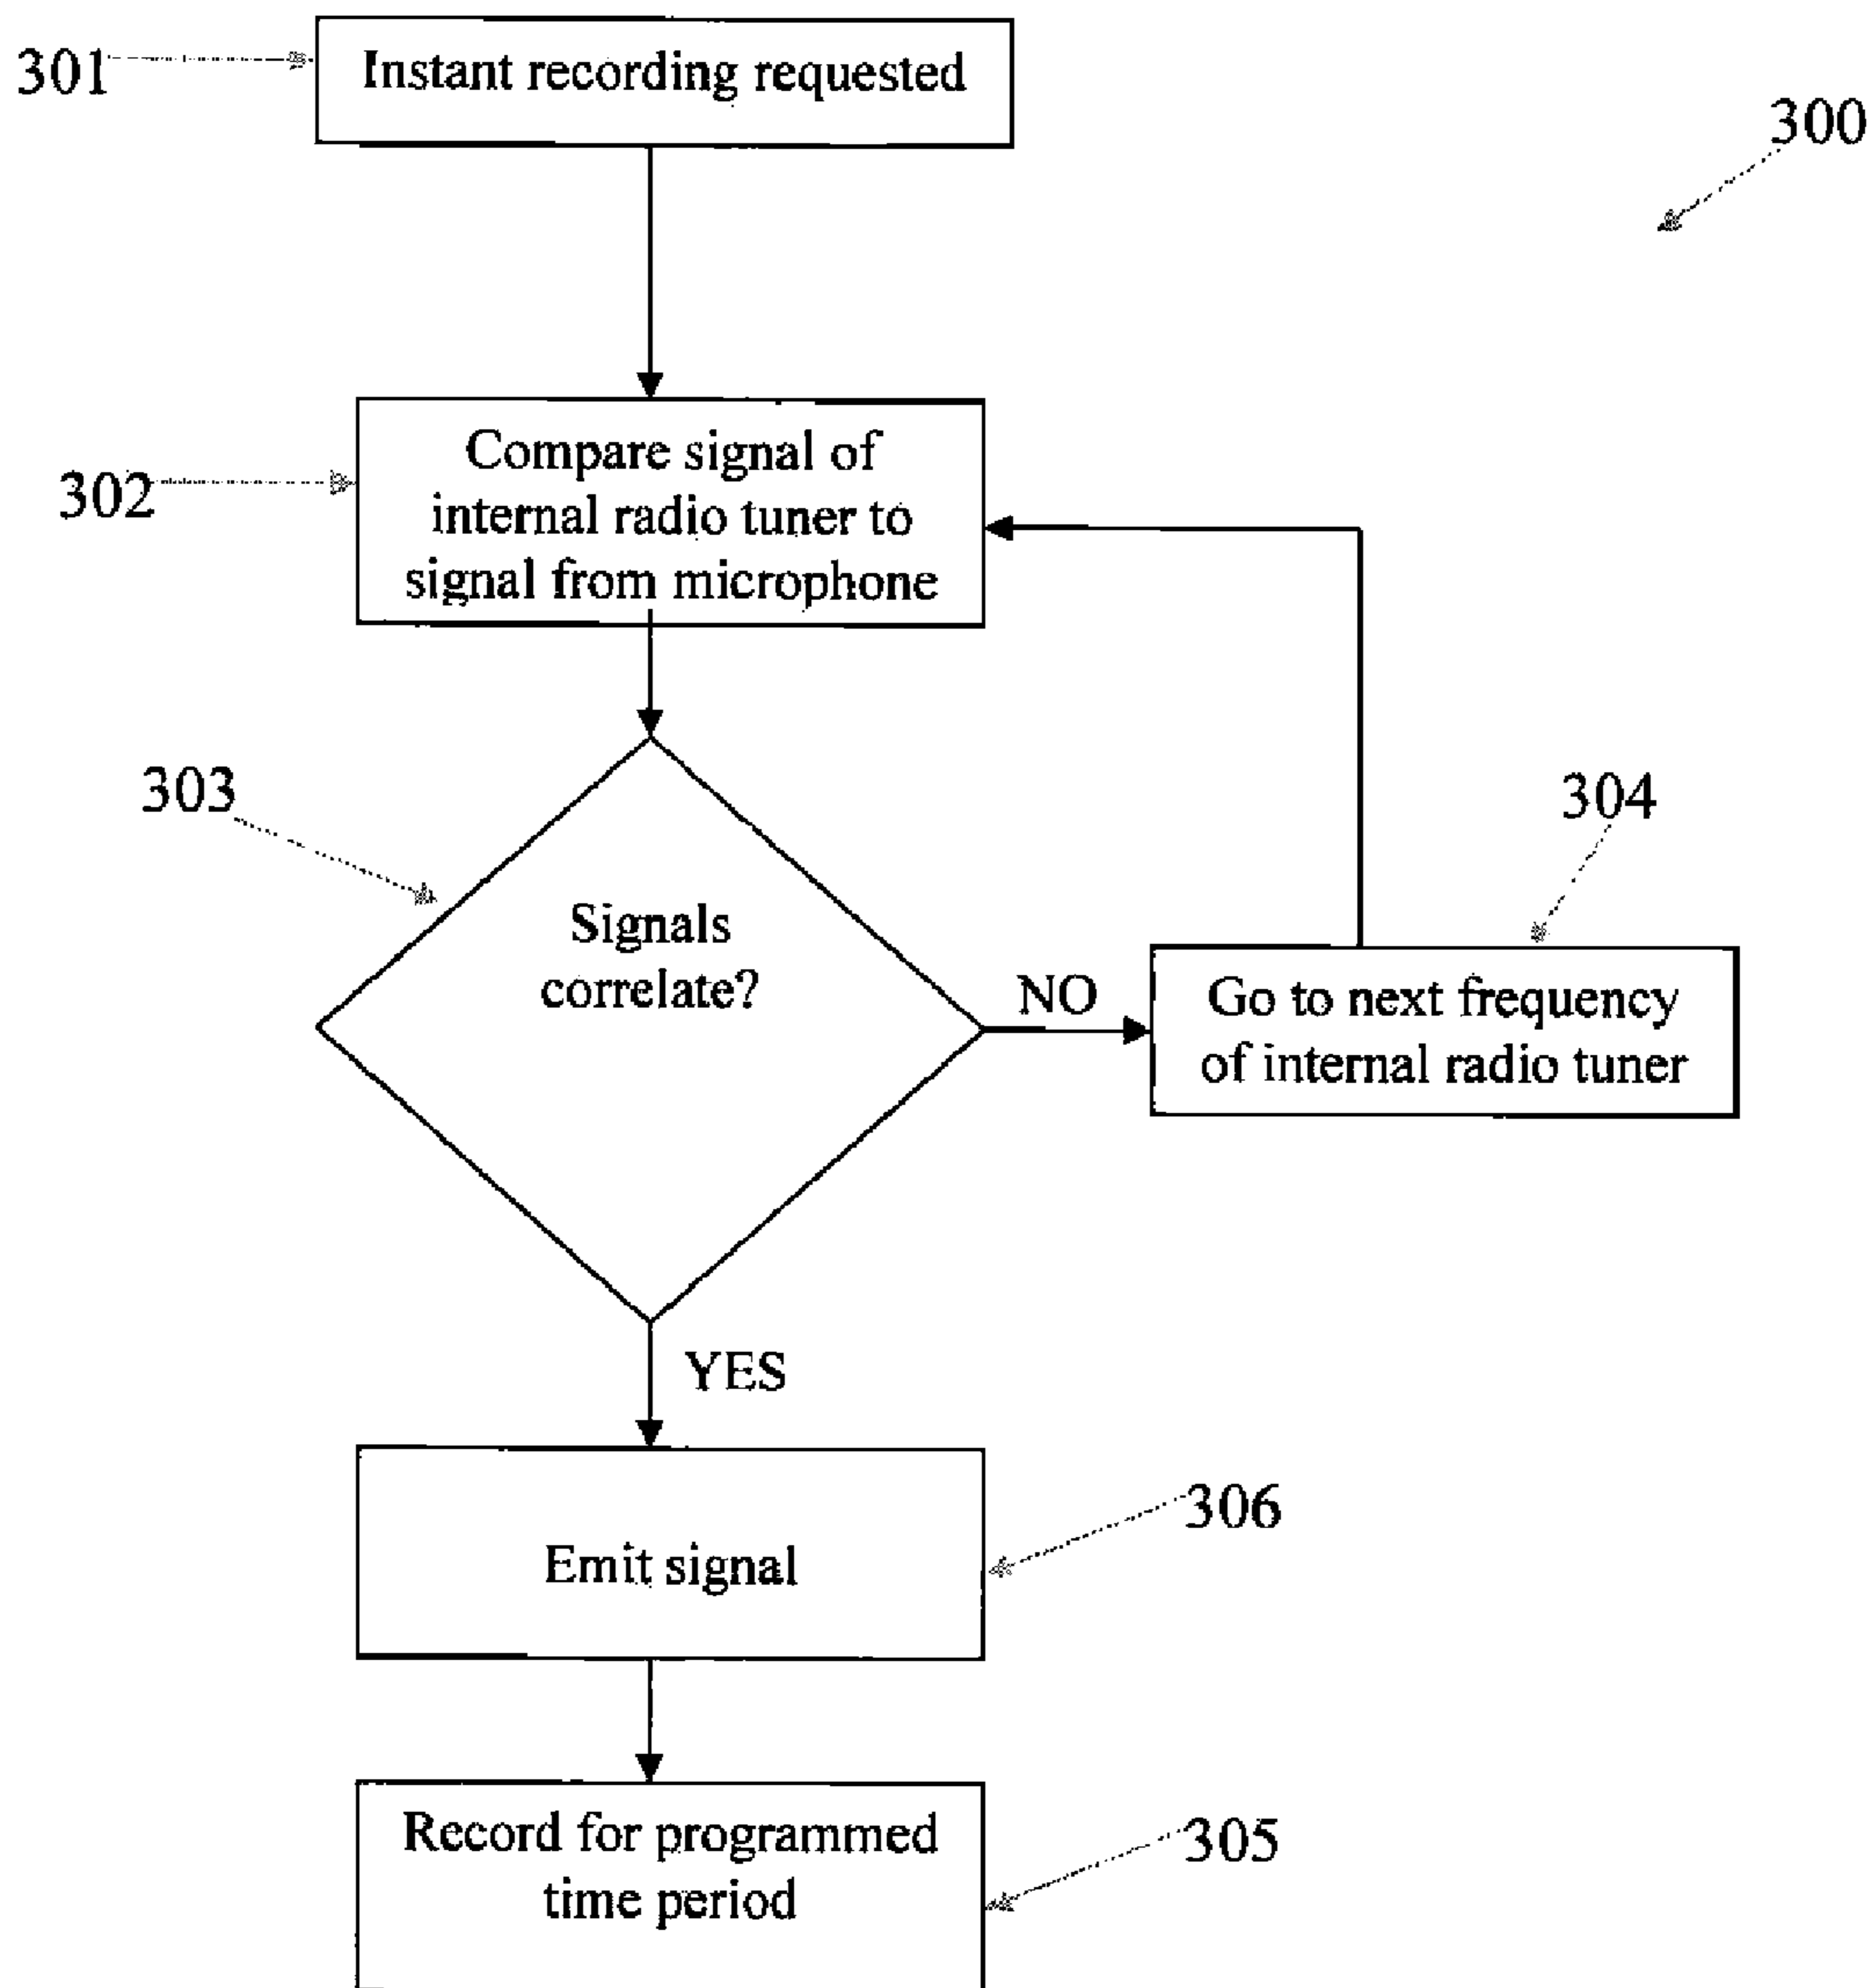 301
Instant recording requested
300
302
Compare signal of
internal radio tuner to
signal from microphone
303
Signals
correlate?
NO
304
Go to next frequency
of internal radio tuner
YES
306
Emit signal
305
Record for programmed
time period